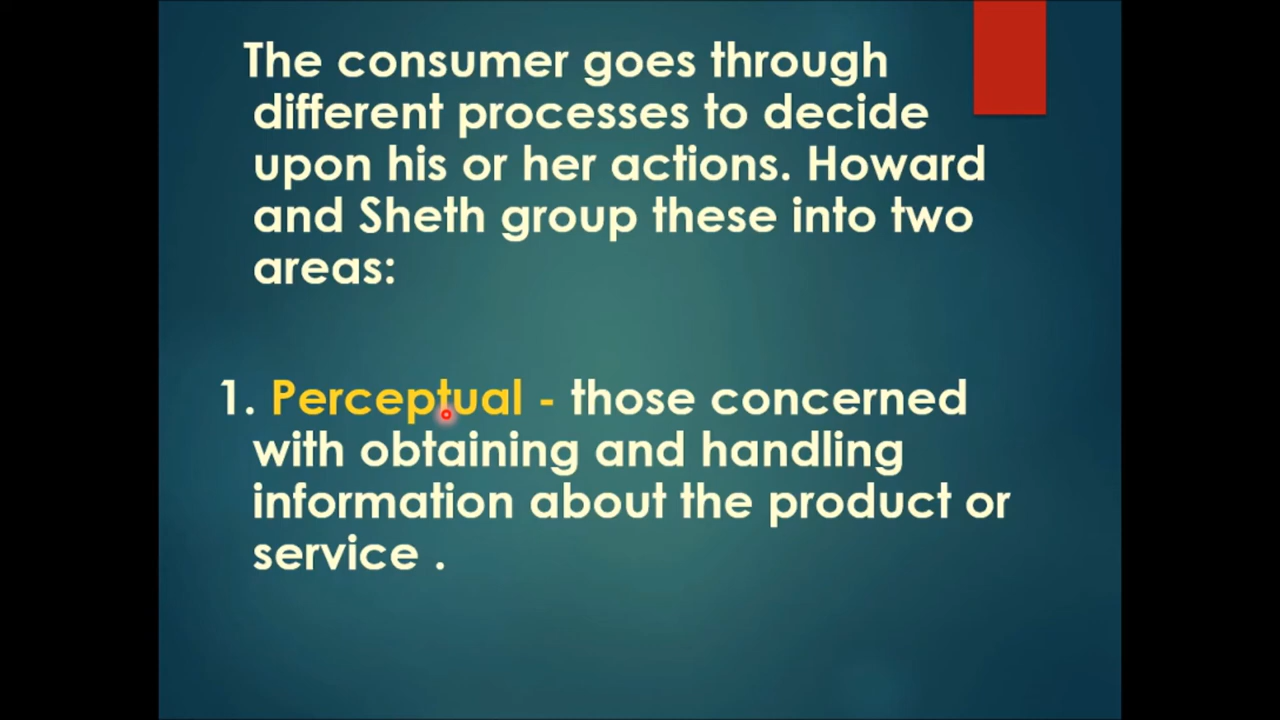 The consumer goes through
different processes to decide
upon his or her actions. Howard
and Sheth group these into two
areas:
1. Perceptual - those concerned
with obtaining and handling
information about the product or
service .